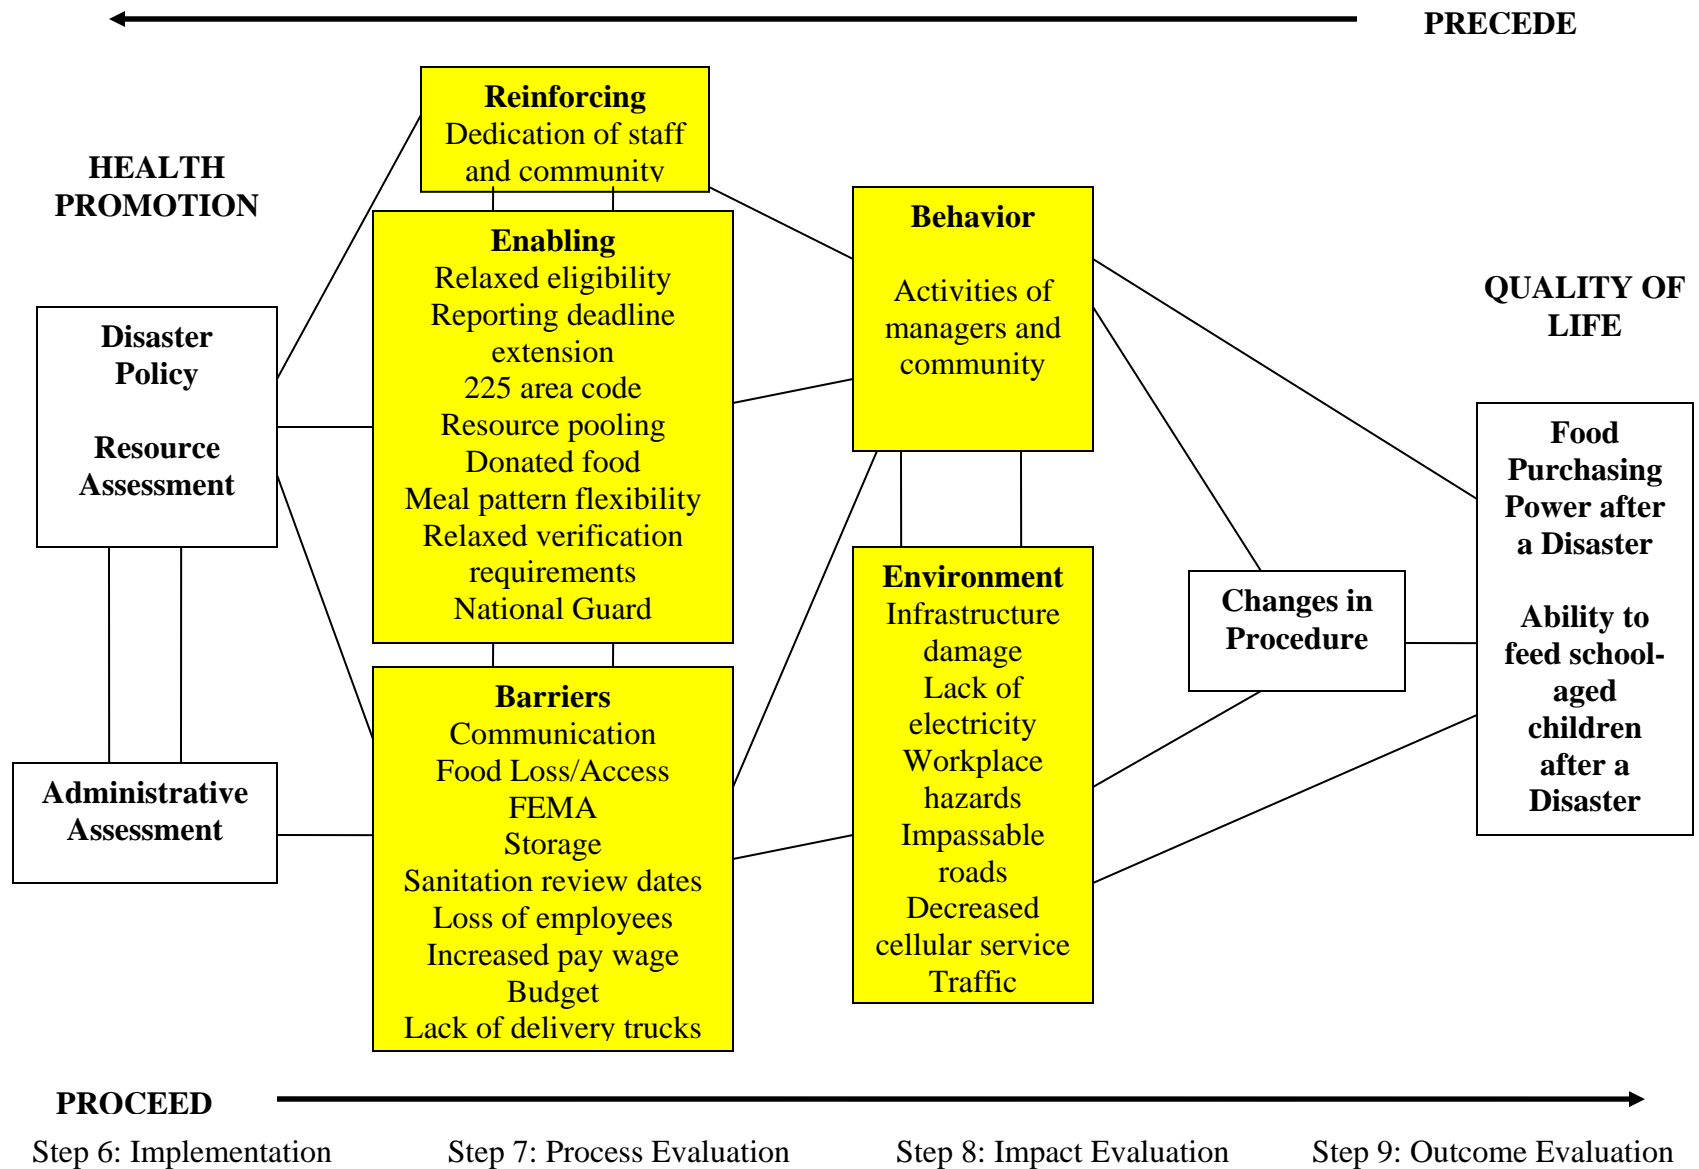 PRECEDE
HEALTH
PROMOTION
Reinforcing
Dedication of staff
and community
Disaster
Policy
Resource
Assessment
Administrative
Assessment
Enabling
Relaxed eligibility
Reporting deadline
extension
225 area code
Resource pooling
Donated food
Meal pattern flexibility
Relaxed verification
requirements
National Guard
Barriers
Communication
Food Loss/Access
FEMA
Storage
Sanitation review dates
Loss of employees
Increased pay wage
Budget
Lack of delivery trucks
Behavior
Activities of
managers and
community
Environment
Infrastructure
damage
Lack of
electricity
Workplace
hazards
Impassable
roads
Decreased
cellular service
Traffic
Changes in
Procedure
QUALITY OF
LIFE
Food
Purchasing
Power after
a Disaster
Ability to
feed school-
aged
children
after a
Disaster
PROCEED
Step 6: Implementation
Step 7: Process Evaluation
Step 8: Impact Evaluation
Step 9: Outcome Evaluation